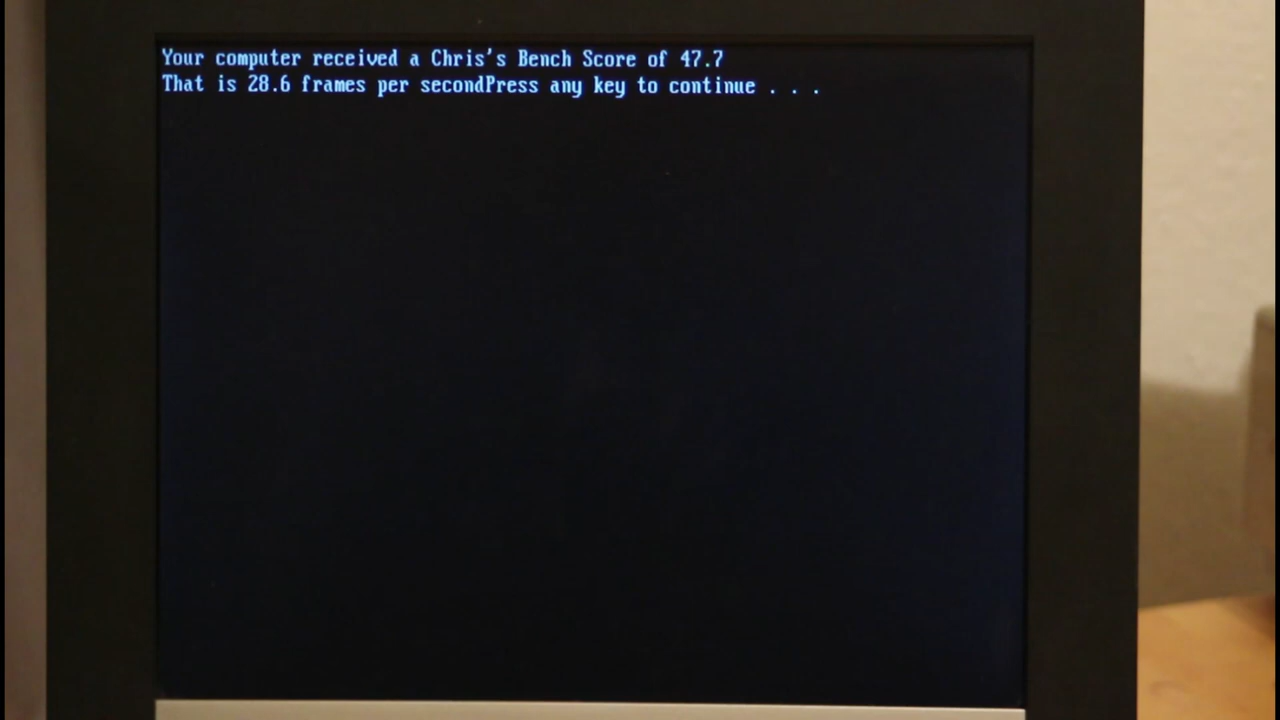 Your computer received a Chris's Bench Score of 47.7
That is 28.6 frames per secondPress any key to continue . . .